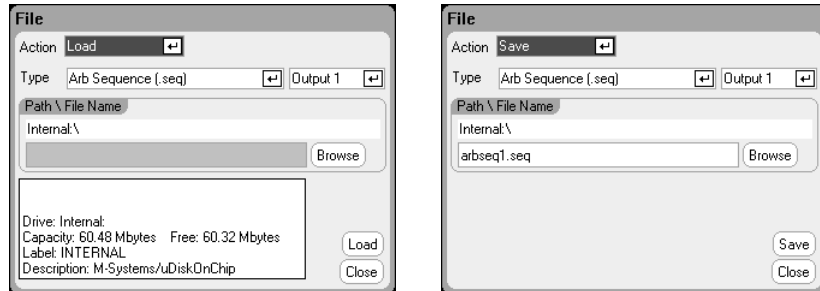 File
Action Load
Type Arb Sequence (.seq) Output 1
Path \ File Name
Internal:\
Browse
Drive: Internal:
Capacity: 60.48 Mbytes Free: 60.32 Mbytes
Label: INTERNAL
Description: M-Systems/uDiskOnChip
Load
Close
File
Action Save
Type Arb Sequence (.seq) Output 1
Path \ File Name
Internal:\
arbseq1.seq Browse
Save
Close